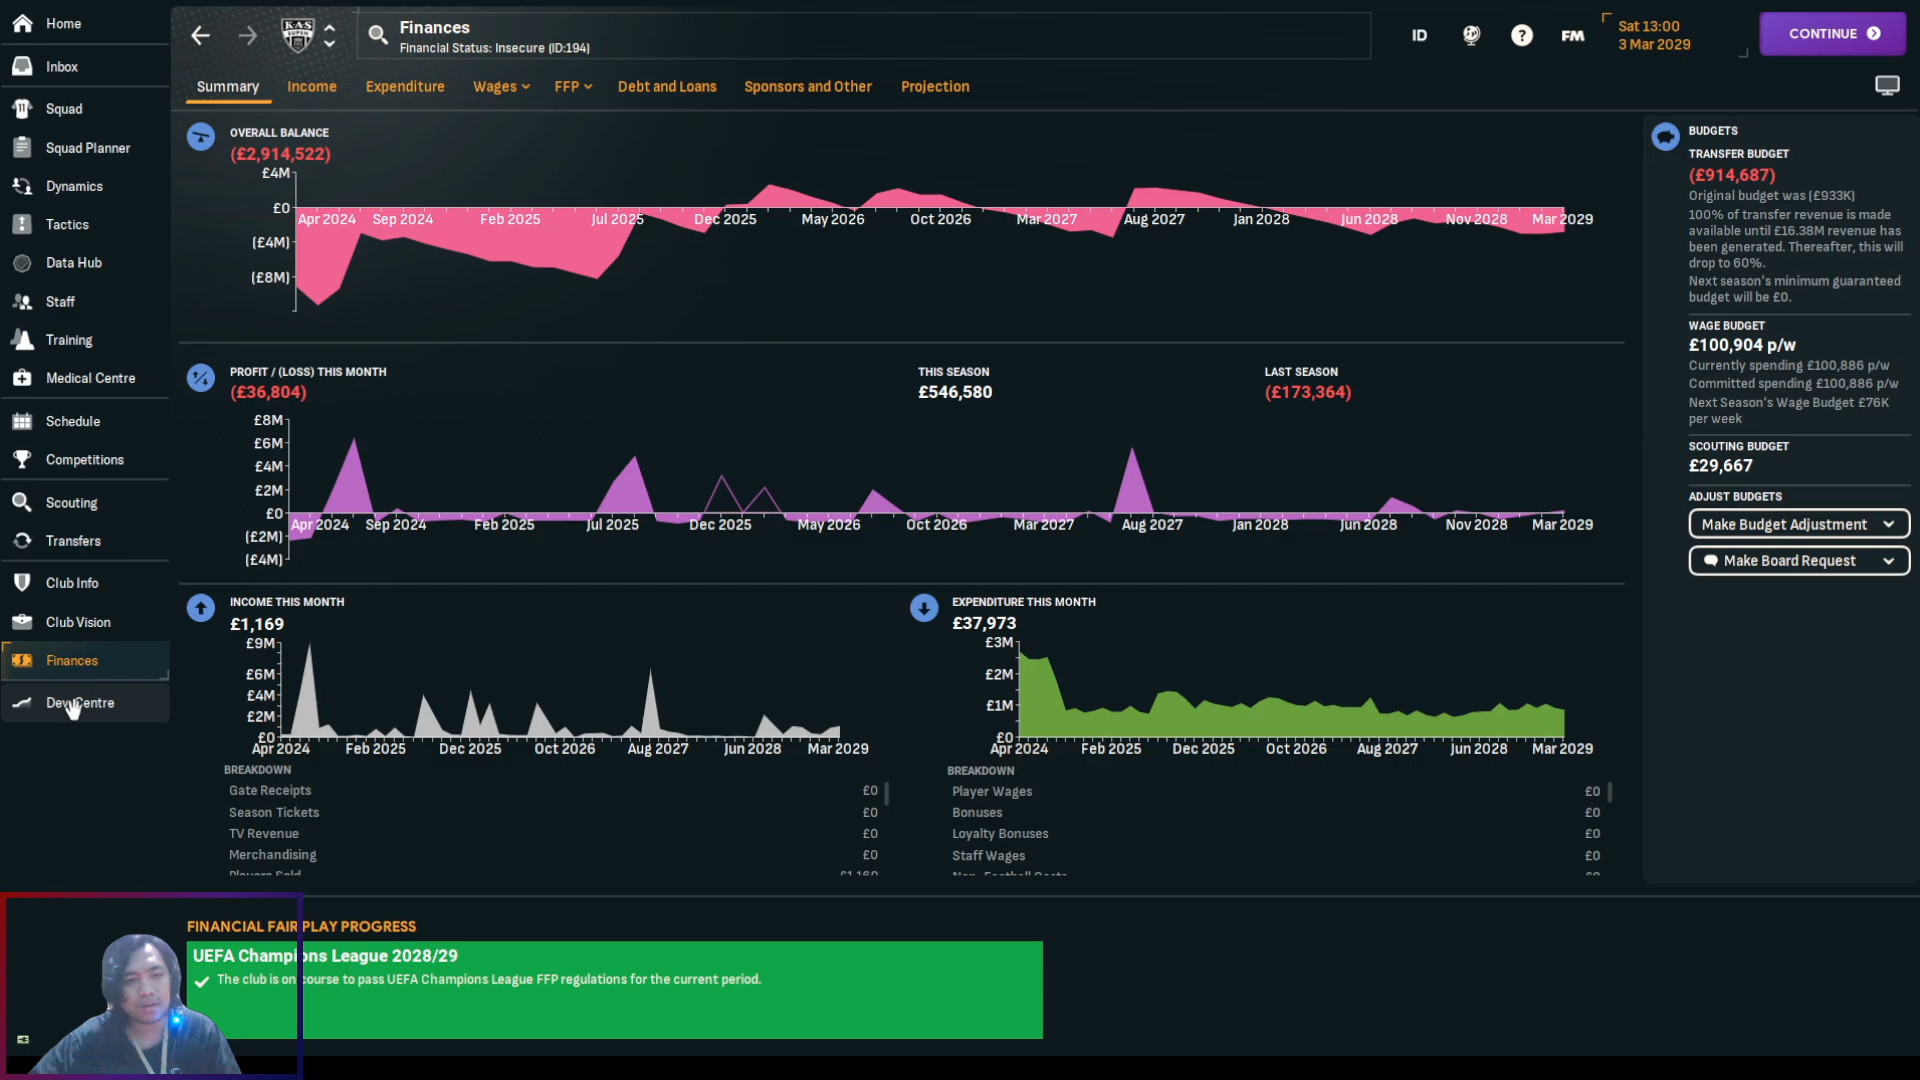 Home
Inbox
Squad
Squad Planner
Dynamics
Tactics
Data Hub
Staff
Training
Medical Centre
Schedule
Competitions
Scouting
Transfers
Club Info
Club Vision
Finances
Dev Centre
K·A·S
EUPEN
Finances
Financial Status: Insecure (ID:194)
ID
?
FM
Sat 13:00
3 Mar 2029
CONTINUE
Summary
Income
Expenditure
Wages
FFP
Debt and Loans
Sponsors and Other
Projection
OVERALL BALANCE
(£2,914,522)
£4M
£0
(£4M)
(£8M)
Apr 2024
Sep 2024
Feb 2025
Jul 2025
Dec 2025
May 2026
Oct 2026
Mar 2027
Aug 2027
Jan 2028
Jun 2028
Nov 2028
Mar 2029
PROFIT / (LOSS) THIS MONTH
(£36,804)
THIS SEASON
£546,580
LAST SEASON
(£173,364)
£8M
£6M
£4M
£2M
£0
(£2M)
(£4M)
Apr 2024
Sep 2024
Feb 2025
Jul 2025
Dec 2025
May 2026
Oct 2026
Mar 2027
Aug 2027
Jan 2028
Jun 2028
Nov 2028
Mar 2029
INCOME THIS MONTH
£1,169
£9M
£6M
£4M
£2M
£0
Apr 2024
Feb 2025
Dec 2025
Oct 2026
Aug 2027
Jun 2028
Mar 2029
BREAKDOWN
Gate Receipts £0
Season Tickets £0
TV Revenue £0
Merchandising £0
Players Sold £1,169
EXPENDITURE THIS MONTH
£37,973
£3M
£2M
£1M
£0
Apr 2024
Feb 2025
Dec 2025
Oct 2026
Aug 2027
Jun 2028
Mar 2029
BREAKDOWN
Player Wages £0
Bonuses £0
Loyalty Bonuses £0
Staff Wages £0
Non-Football Costs £0
BUDGETS
TRANSFER BUDGET
(£914,687)
Original budget was (£933K)
100% of transfer revenue is made
available until £16.38M revenue has
been generated. Thereafter, this will
drop to 60%.
Next season's minimum guaranteed
budget will be £0.
WAGE BUDGET
£100,904 p/w
Currently spending £100,886 p/w
Committed spending £100,886 p/w
Next Season's Wage Budget £76K
per week
SCOUTING BUDGET
£29,667
ADJUST BUDGETS
Make Budget Adjustment
Make Board Request
FINANCIAL FAIR PLAY PROGRESS
UEFA Champions League 2028/29
The club is on course to pass UEFA Champions League FFP regulations for the current period.